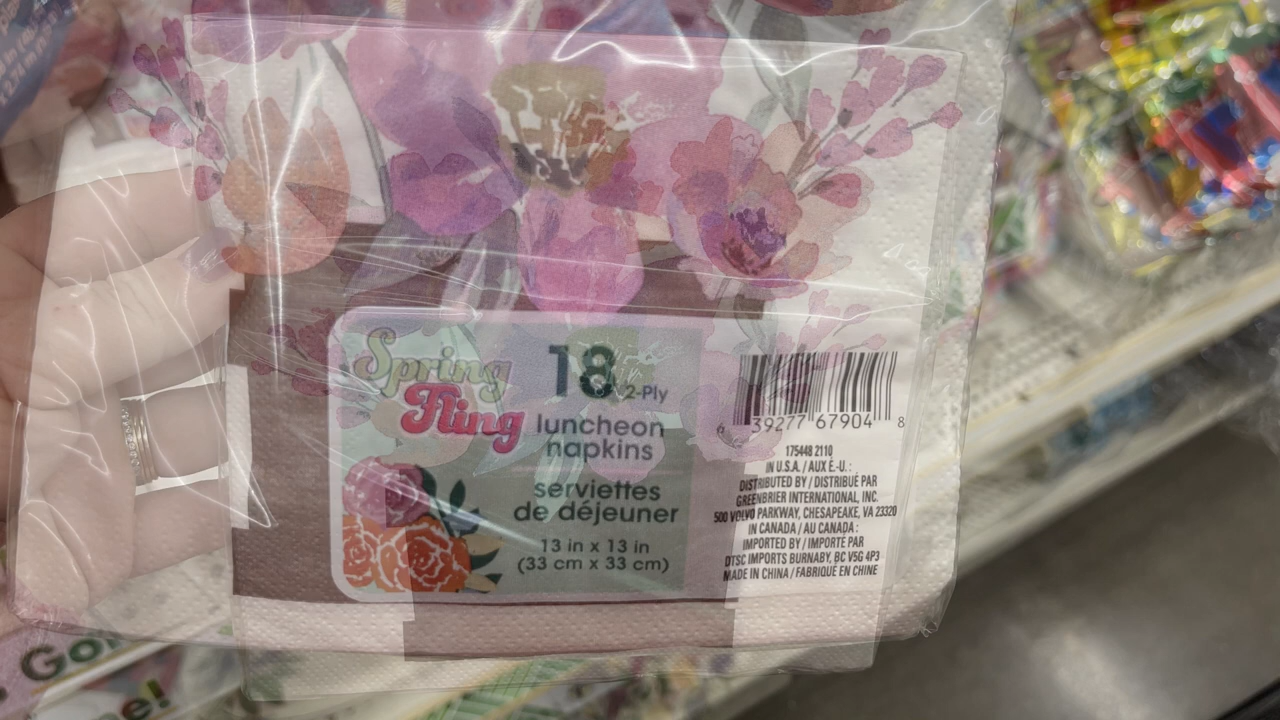 Spring
Fling
18
2-Ply
luncheon
napkins
serviettes
de déjeuner
13 in x 13 in
(33 cm x 33 cm)
6 39277 67904 8
175448 2110
IN U.S.A. / AUX É.-U. :
DISTRIBUTED BY / DISTRIBUÉ PAR
GREENBRIER INTERNATIONAL, INC.
500 VOLVO PARKWAY, CHESAPEAKE, VA 23320
IN CANADA / AU CANADA :
IMPORTED BY / IMPORTÉ PAR
DTSC IMPORTS BURNABY, BC V5G 4P3
MADE IN CHINA / FABRIQUÉ EN CHINE